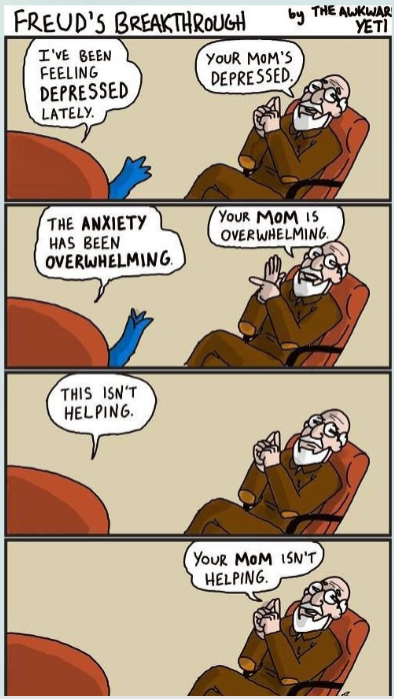 FREUD'S BREAKTHROUGH
by THE AWKWAR
YETI
I'VE BEEN
FEELING
DEPRESSED
LATELY.
YOUR MOM'S
DEPRESSED.
THE ANXIETY
HAS BEEN
OVERWHELMING.
YOUR MOM IS
OVERWHELMING.
THIS ISN'T
HELPING.
YOUR MOM ISN'T
HELPING.